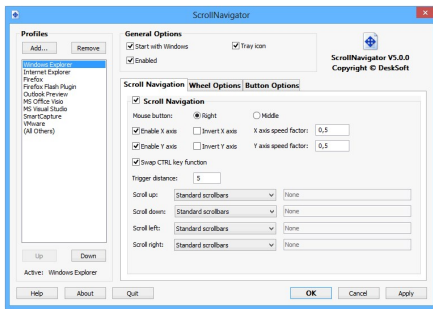 ScrollNavigator
Profiles
Add...
Remove
Windows Explorer
Internet Explorer
Firefox
Firefox Flash Plugin
Outlook Preview
MS Office Visio
MS Visual Studio
SmartCapture
VMware
(All Others)
Up
Down
Active: Windows Explorer
General Options
Start with Windows
Tray icon
Enabled
ScrollNavigator V5.0.0
Copyright © DeskSoft
Scroll Navigation
Wheel Options
Button Options
Scroll Navigation
Mouse button:
Right
Middle
Enable X axis
Invert X axis
X axis speed factor:
0,5
Enable Y axis
Invert Y axis
Y axis speed factor:
0,5
Swap CTRL key function
Trigger distance:
5
Scroll up:
Standard scrollbars
None
Scroll down:
Standard scrollbars
None
Scroll left:
Standard scrollbars
None
Scroll right:
Standard scrollbars
None
Help
About
Quit
OK
Cancel
Apply